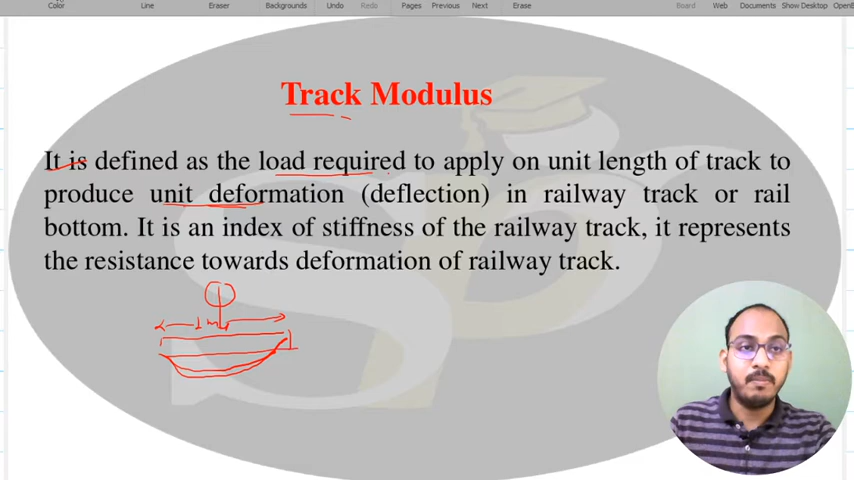 Color Line Eraser Backgrounds Undo Redo Pages Previous Next Erase Board Web Documents Show Desktop
Track Modulus
It is defined as the load required to apply on unit length of track to
produce unit deformation (deflection) in railway track or rail
bottom. It is an index of stiffness of the railway track, it represents
the resistance towards deformation of railway track.
1 m